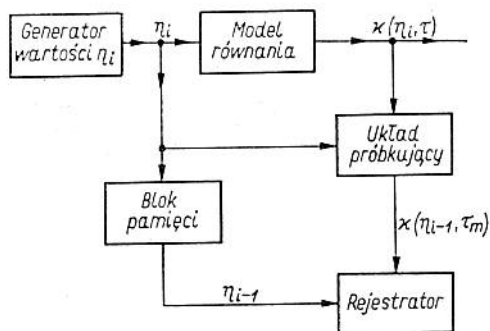 Generator
wartości ηi
ηi
Model
równania
ϰ(ηi,τ)
Układ
próbkujący
Blok
pamięci
ϰ(ηi-1,τm)
ηi-1
Rejestrator